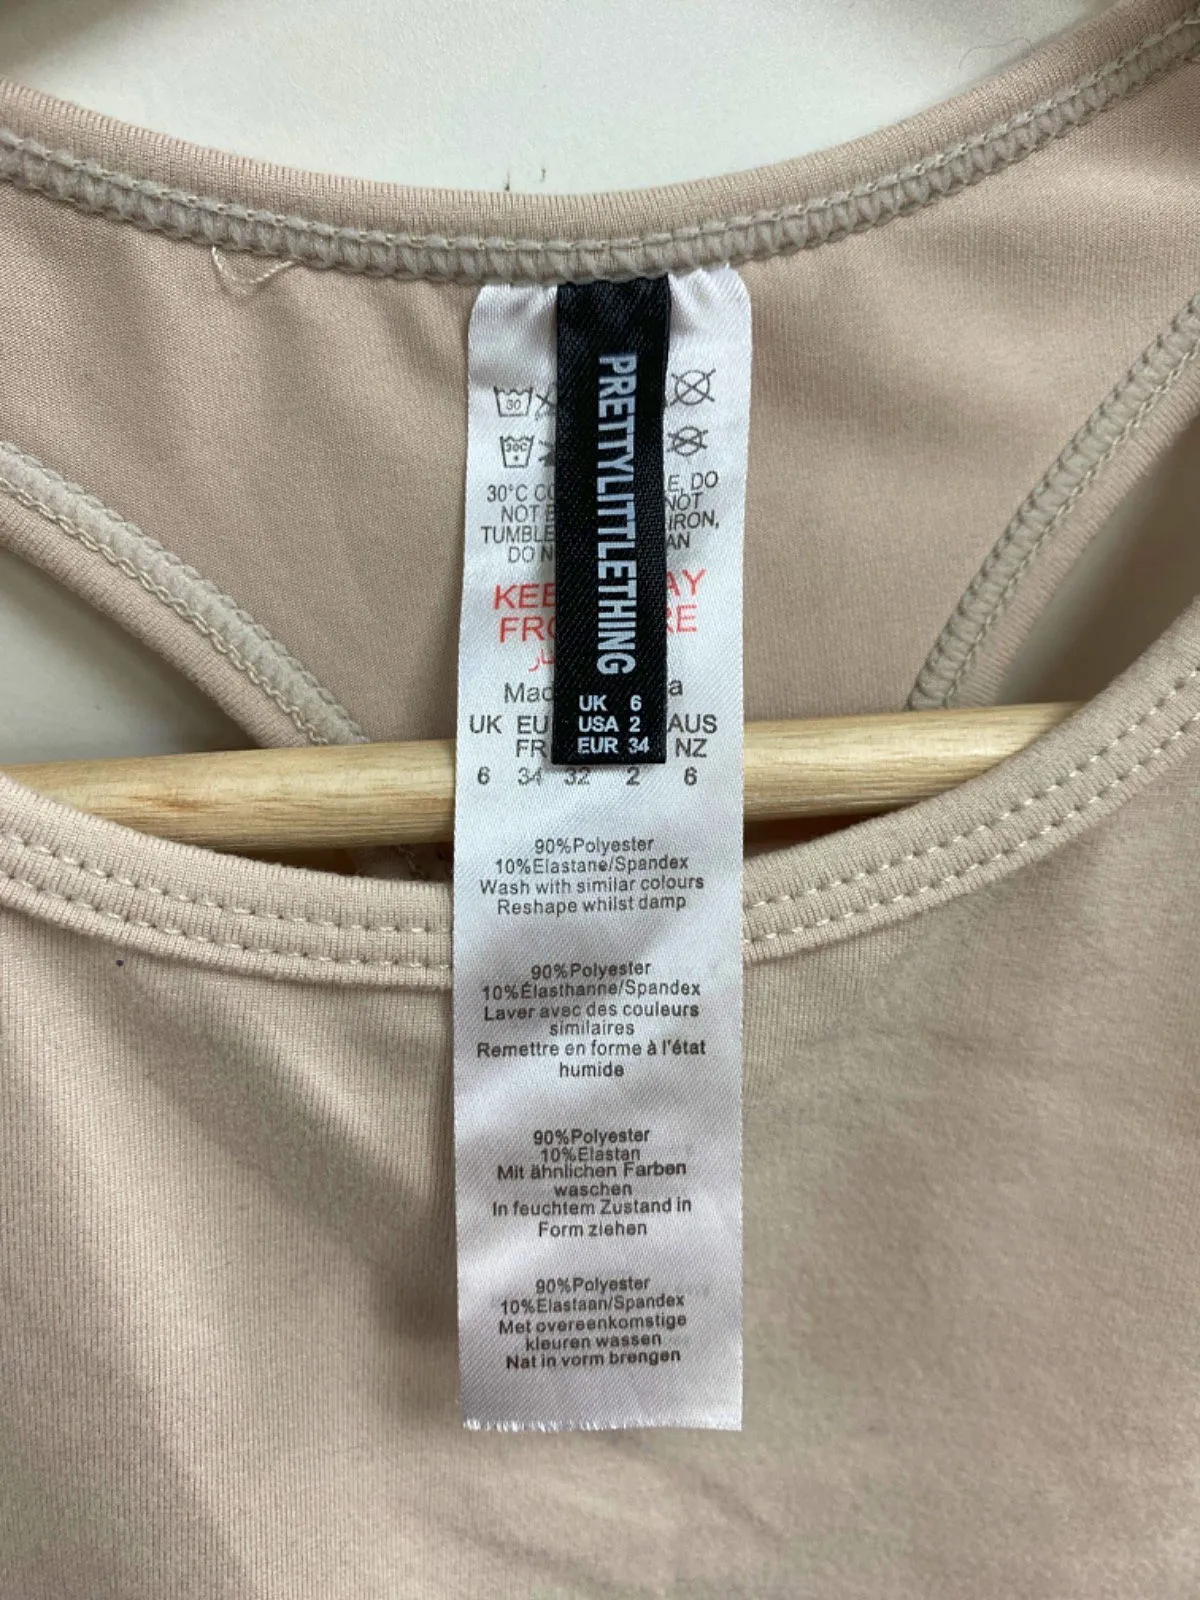 PRETTYLITTLETHING
UK 6
USA 2
EUR 34
30
30C
30°C
E, DO
NOT
NOT
TUMBLE
IRON,
DO
KEE AY
FR RE
Mad a
UK EU AUS
FR NZ
6 34 32 2 6
90%Polyester
10%Elastane/Spandex
Wash with similar colours
Reshape whilst damp
90%Polyester
10%Élasthanne/Spandex
Laver avec des couleurs
similaires
Remettre en forme à l'état
humide
90%Polyester
10%Elastan
Mit ähnlichen Farben
waschen
In feuchtem Zustand in
Form ziehen
90%Polyester
10%Elastaan/Spandex
Met overeenkomstige
kleuren wassen
Nat in vorm brengen